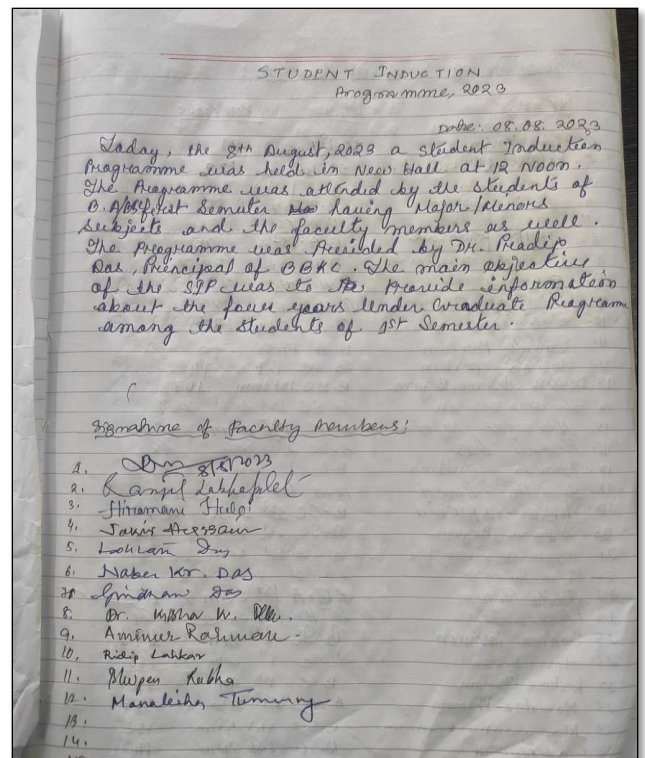 STUDENT INDUCTION
Programme, 2023
Date: 08.08.2023
Today, the 8th August, 2023 a Student Induction
Programme was held in New Hall at 12 Noon.
The Programme was attended by the students of
B.A/BSc first Semester having Major/Minors
Subjects and the faculty members as well.
The Programme was Presided by Dr. Pradip
Das, Principal of BBKC. The main objective
of the SIP was to provide information
about the four years Under Graduate Programme
among the students of 1st Semester.
Signature of Faculty Members:
1. 8/8/2023
2.
3. Hiramani
4. Hussain
5. Das
6. Kr. Das
7. Das
8. Dr.
9. Aminur Rahman
10. Ridip Lahkar
11. Rabha
12.
13.
14.